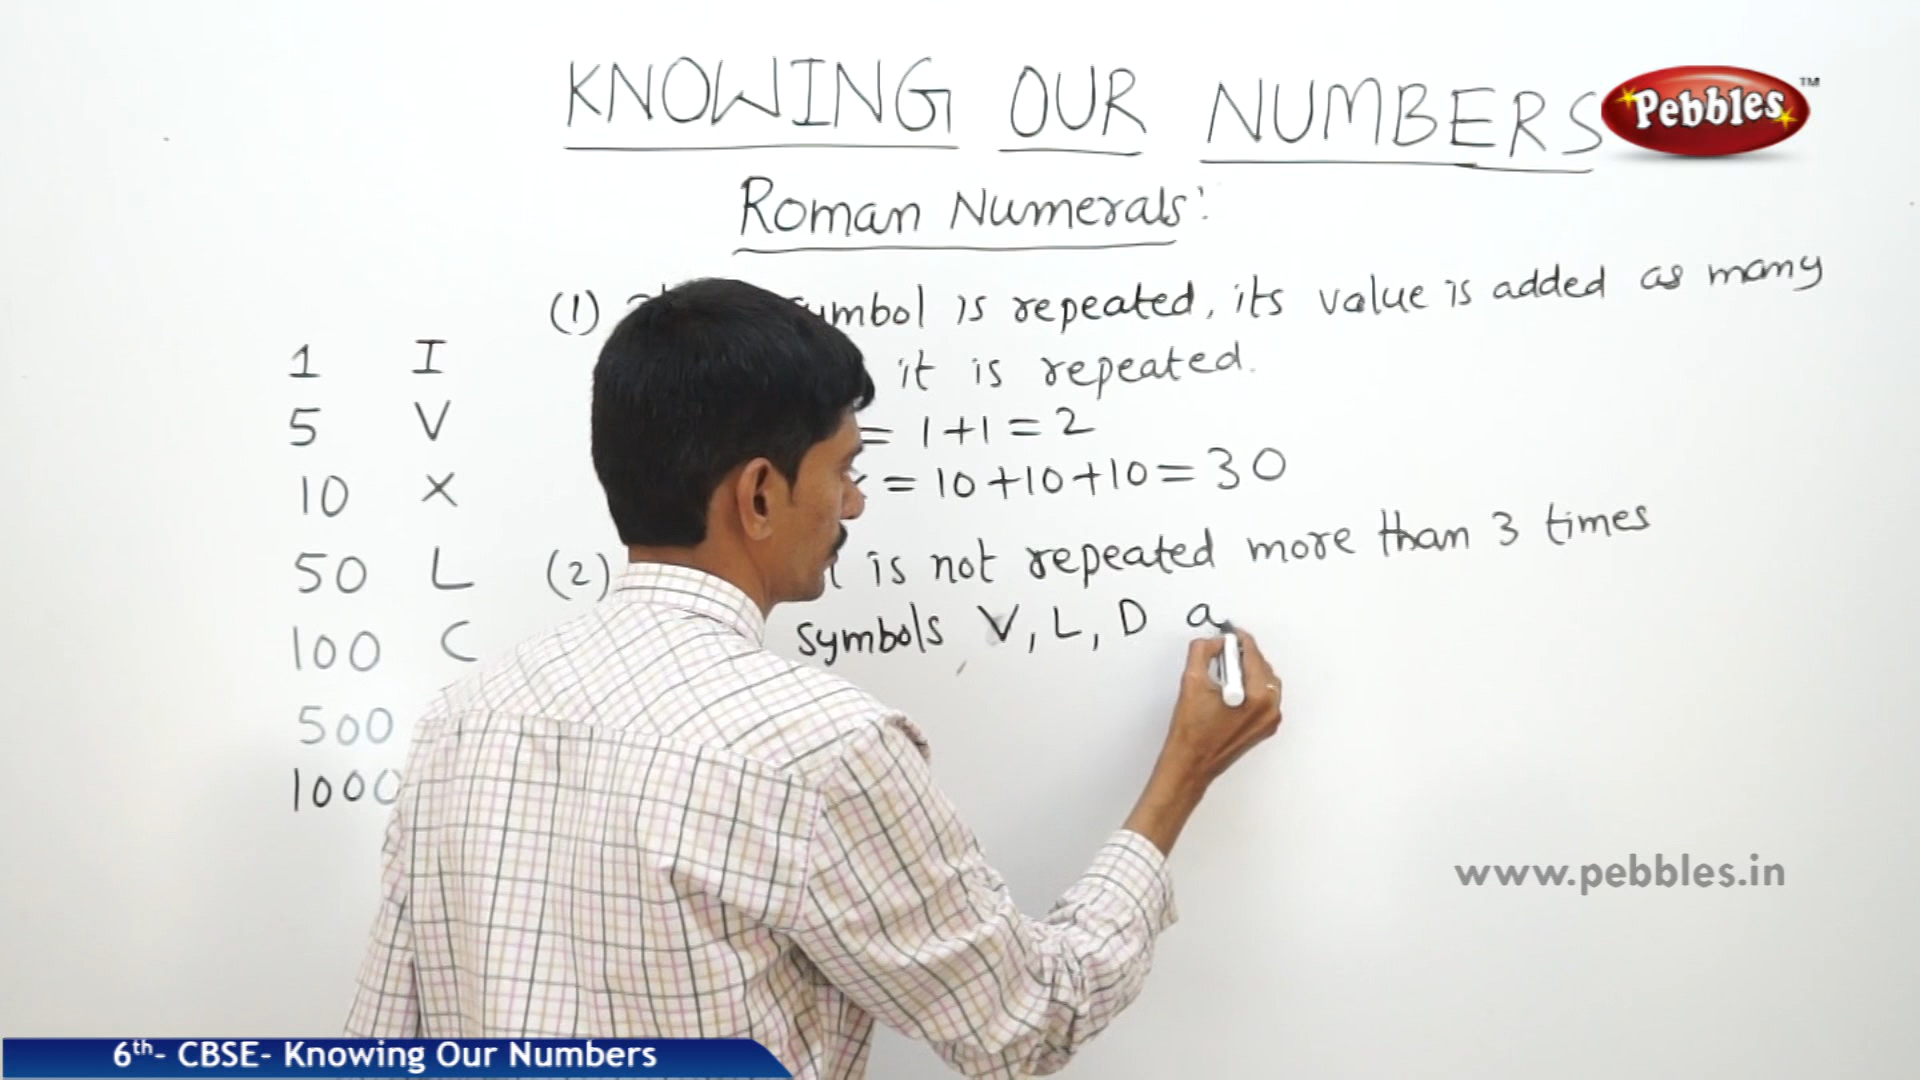 KNOWING OUR NUMBERS
Pebbles™
Roman Numerals:
(1) symbol is repeated, its value is added as many
it is repeated.
= 1+1=2
= 10+10+10=30
(2) is not repeated more than 3 times
symbols V, L, D a
1 I
5 V
10 X
50 L
100 C
500
1000
www.pebbles.in
6th- CBSE- Knowing Our Numbers